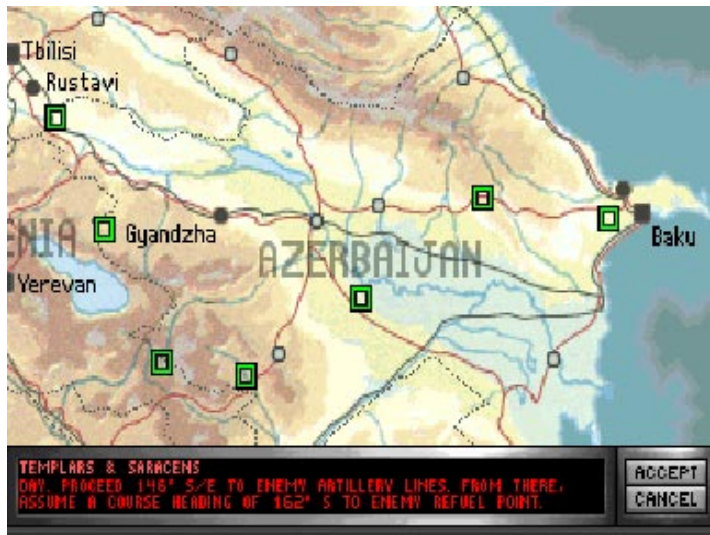 Tbilisi
Rustavi
ENIA
Gyandzha
AZERBAIJAN
Baku
Yerevan
TEMPLARS & SARACENS
DAY. PROCEED 146° S/E TO ENEMY ARTILLERY LINES. FROM THERE,
ASSUME A COURSE HEADING OF 162° S TO ENEMY REFUEL POINT.
ACCEPT
CANCEL